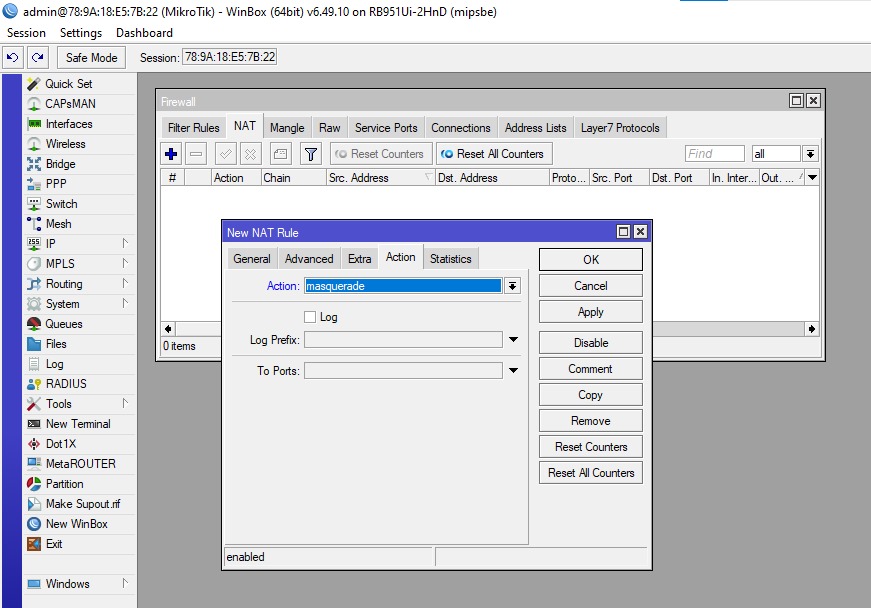 admin@78:9A:18:E5:7B:22 (MikroTik) - WinBox (64bit) v6.49.10 on RB951Ui-2HnD (mipsbe)
Session Settings Dashboard
Safe Mode Session: 78:9A:18:E5:7B:22
Quick Set
CAPsMAN
Interfaces
Wireless
Bridge
PPP
Switch
Mesh
IP
MPLS
Routing
System
Queues
Files
Log
RADIUS
Tools
New Terminal
Dot1X
MetaROUTER
Partition
Make Supout.rif
New WinBox
Exit
Windows
Firewall
Filter Rules NAT Mangle Raw Service Ports Connections Address Lists Layer7 Protocols
Reset Counters Reset All Counters Find all
# Action Chain Src. Address Dst. Address Proto... Src. Port Dst. Port In. Inter... Out. ...
0 items
New NAT Rule
General Advanced Extra Action Statistics
Action: masquerade
Log
Log Prefix:
To Ports:
OK
Cancel
Apply
Disable
Comment
Copy
Remove
Reset Counters
Reset All Counters
enabled